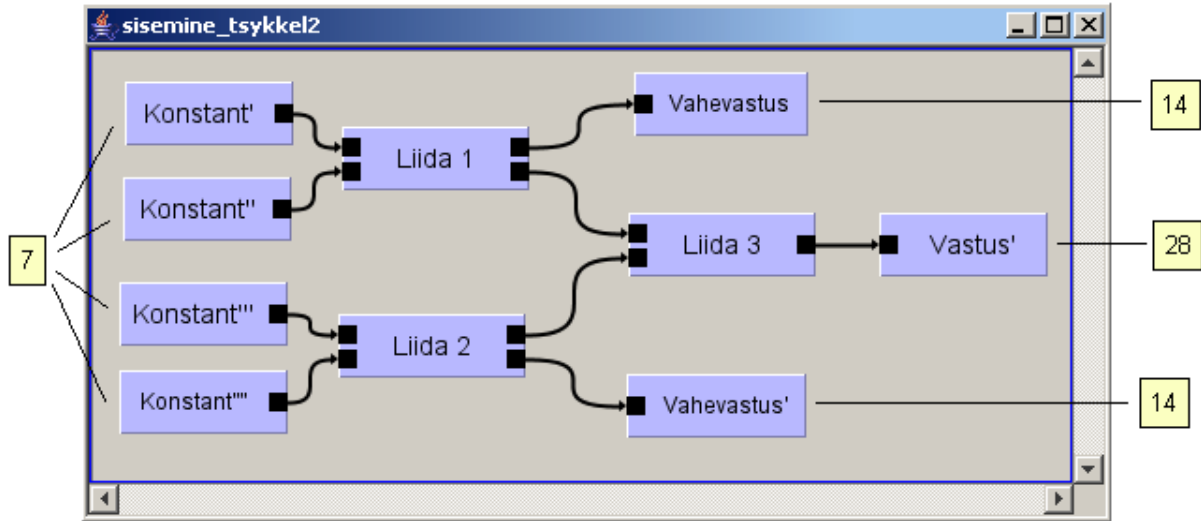 sisemine_tsykkel2
Konstant'
Konstant''
Konstant'''
Konstant''''
7
Liida 1
Liida 2
Vahevastus
Liida 3
Vastus'
Vahevastus'
14
28
14